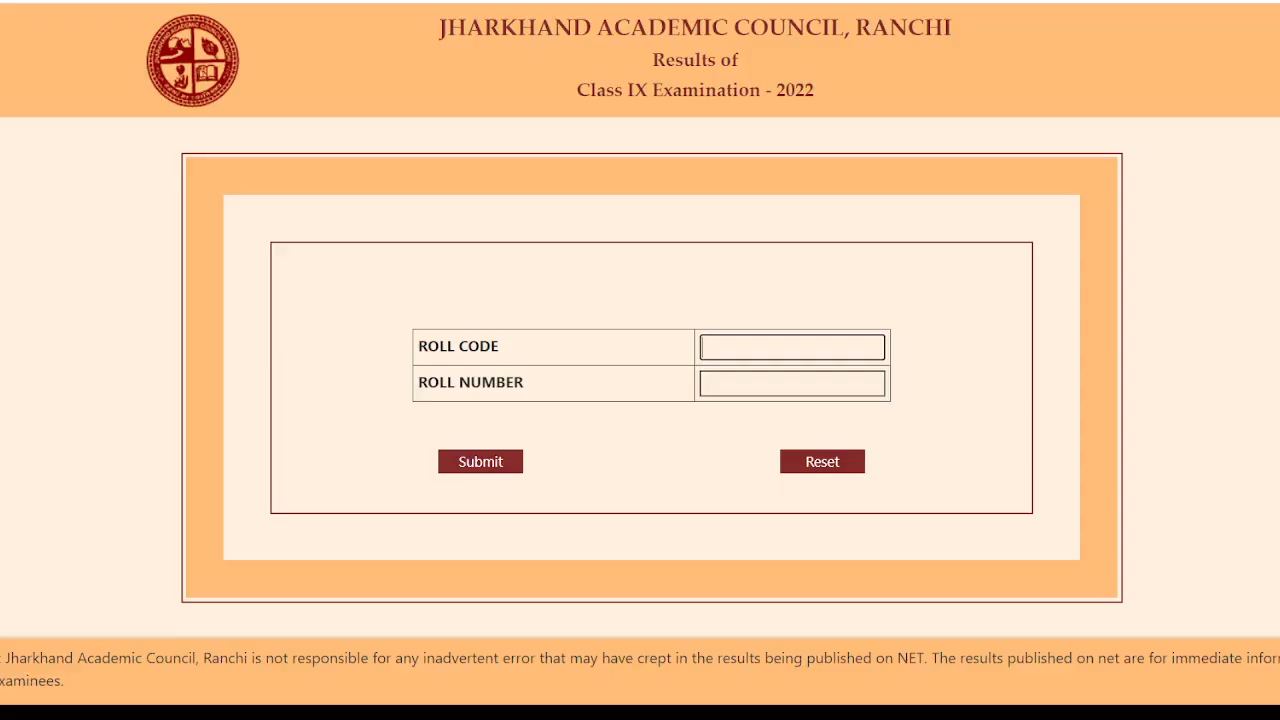 JHARKHAND ACADEMIC COUNCIL, RANCHI
Results of
Class IX Examination - 2022
ROLL CODE
ROLL NUMBER
Submit
Reset
: Jharkhand Academic Council, Ranchi is not responsible for any inadvertent error that may have crept in the results being published on NET. The results published on net are for immediate infor
xaminees.